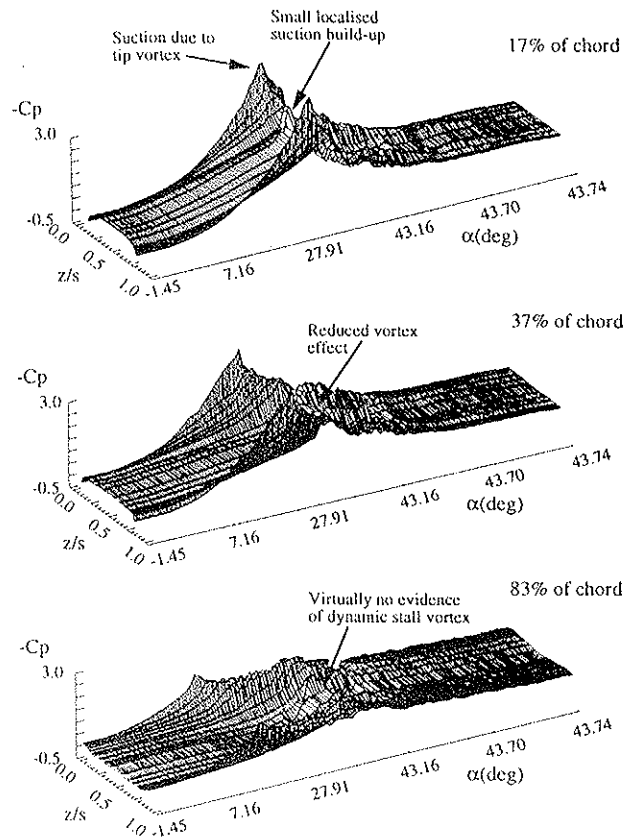 Small localised
suction build-up
Suction due to
tip vortex
17% of chord
-Cp
3.0
-0.5
0.0
0.5
1.0
z/s
-1.45
7.16
27.91
43.16
43.70
43.74
α(deg)
37% of chord
Reduced vortex
effect
-Cp
3.0
-0.5
0.0
0.5
1.0
z/s
-1.45
7.16
27.91
43.16
43.70
43.74
α(deg)
83% of chord
Virtually no evidence
of dynamic stall vortex
-Cp
3.0
-0.5
0.0
0.5
1.0
z/s
-1.45
7.16
27.91
43.16
43.70
43.74
α(deg)